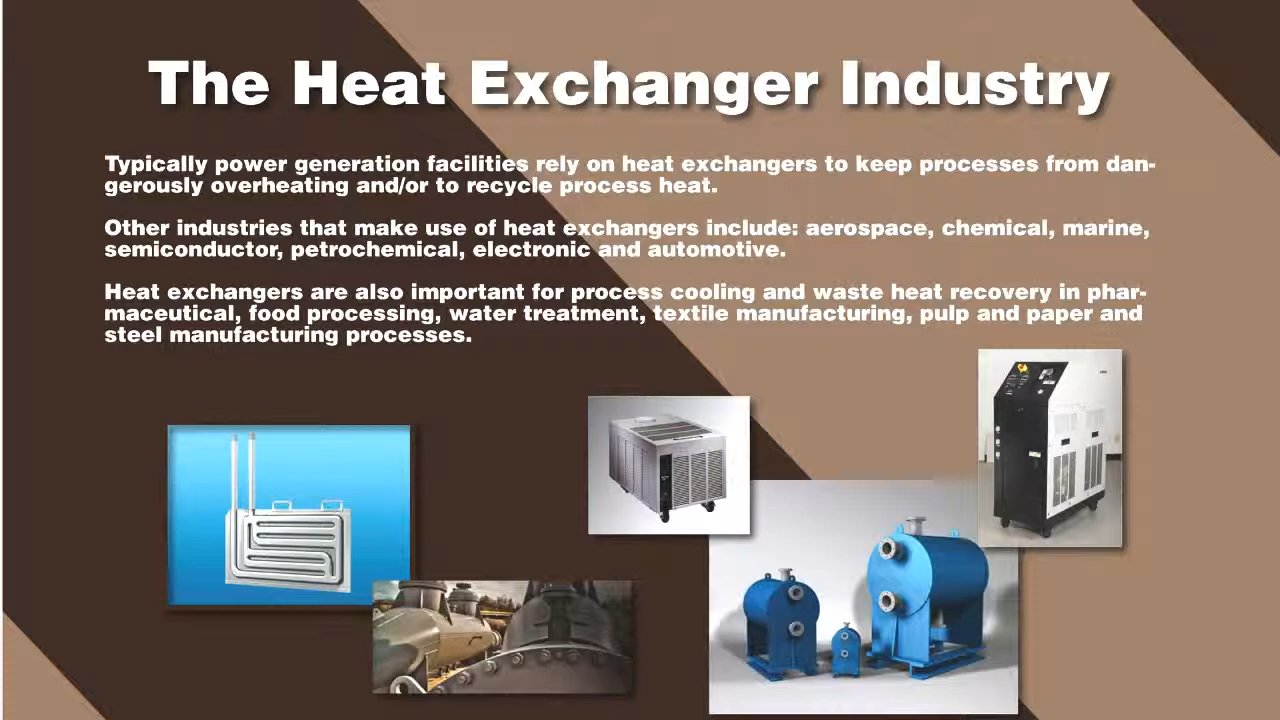 The Heat Exchanger Industry
Typically power generation facilities rely on heat exchangers to keep processes from dan-
gerously overheating and/or to recycle process heat.
Other industries that make use of heat exchangers include: aerospace, chemical, marine,
semiconductor, petrochemical, electronic and automotive.
Heat exchangers are also important for process cooling and waste heat recovery in phar-
maceutical, food processing, water treatment, textile manufacturing, pulp and paper and
steel manufacturing processes.